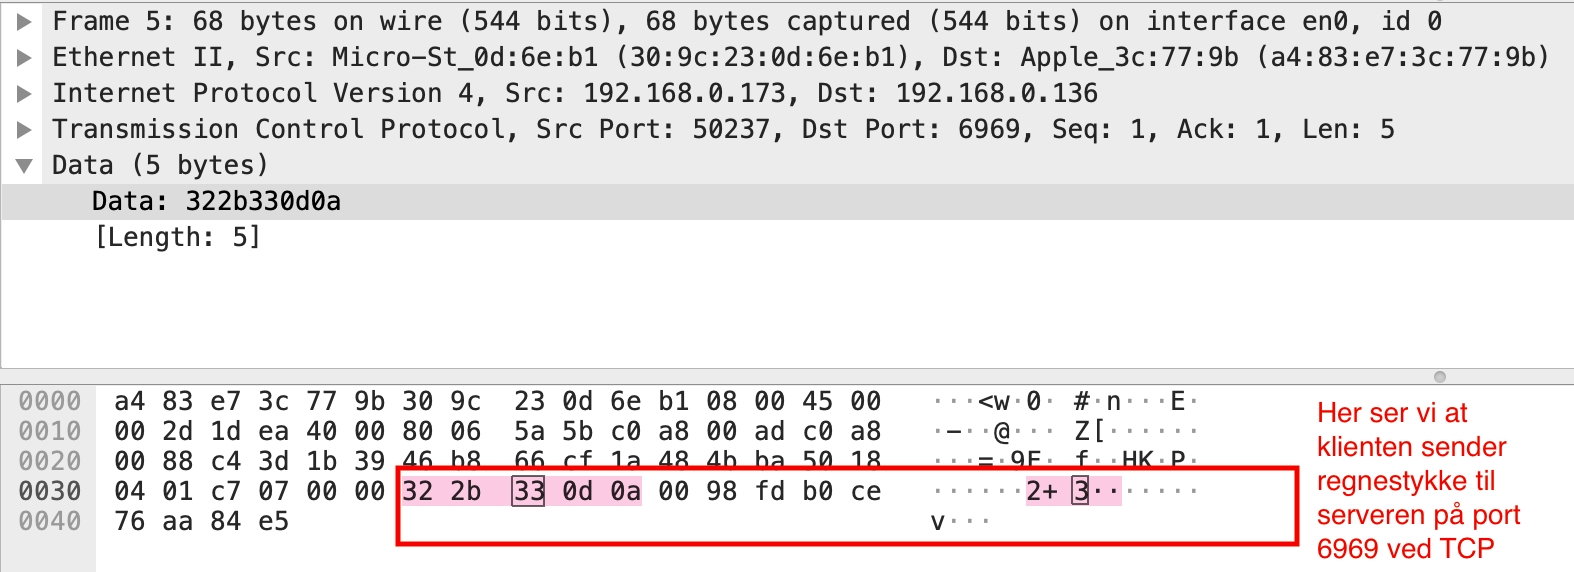 Frame 5: 68 bytes on wire (544 bits), 68 bytes captured (544 bits) on interface en0, id 0
Ethernet II, Src: Micro-St_0d:6e:b1 (30:9c:23:0d:6e:b1), Dst: Apple_3c:77:9b (a4:83:e7:3c:77:9b)
Internet Protocol Version 4, Src: 192.168.0.173, Dst: 192.168.0.136
Transmission Control Protocol, Src Port: 50237, Dst Port: 6969, Seq: 1, Ack: 1, Len: 5
Data (5 bytes)
Data: 322b330d0a
[Length: 5]
0000 a4 83 e7 3c 77 9b 30 9c 23 0d 6e b1 08 00 45 00 ···<w·0· #·n···E·
0010 00 2d 1d ea 40 00 80 06 5a 5b c0 a8 00 ad c0 a8 ·-··@··· Z[······
0020 00 88 c4 3d 1b 39 46 b8 66 cf 1a 48 4b ba 50 18 ···=·9F· f··HK·P·
0030 04 01 c7 07 00 00 32 2b 33 0d 0a 00 98 fd b0 ce ······2+ 3·······
0040 76 aa 84 e5 v···
Her ser vi at
klienten sender
regnestykke til
serveren på port
6969 ved TCP